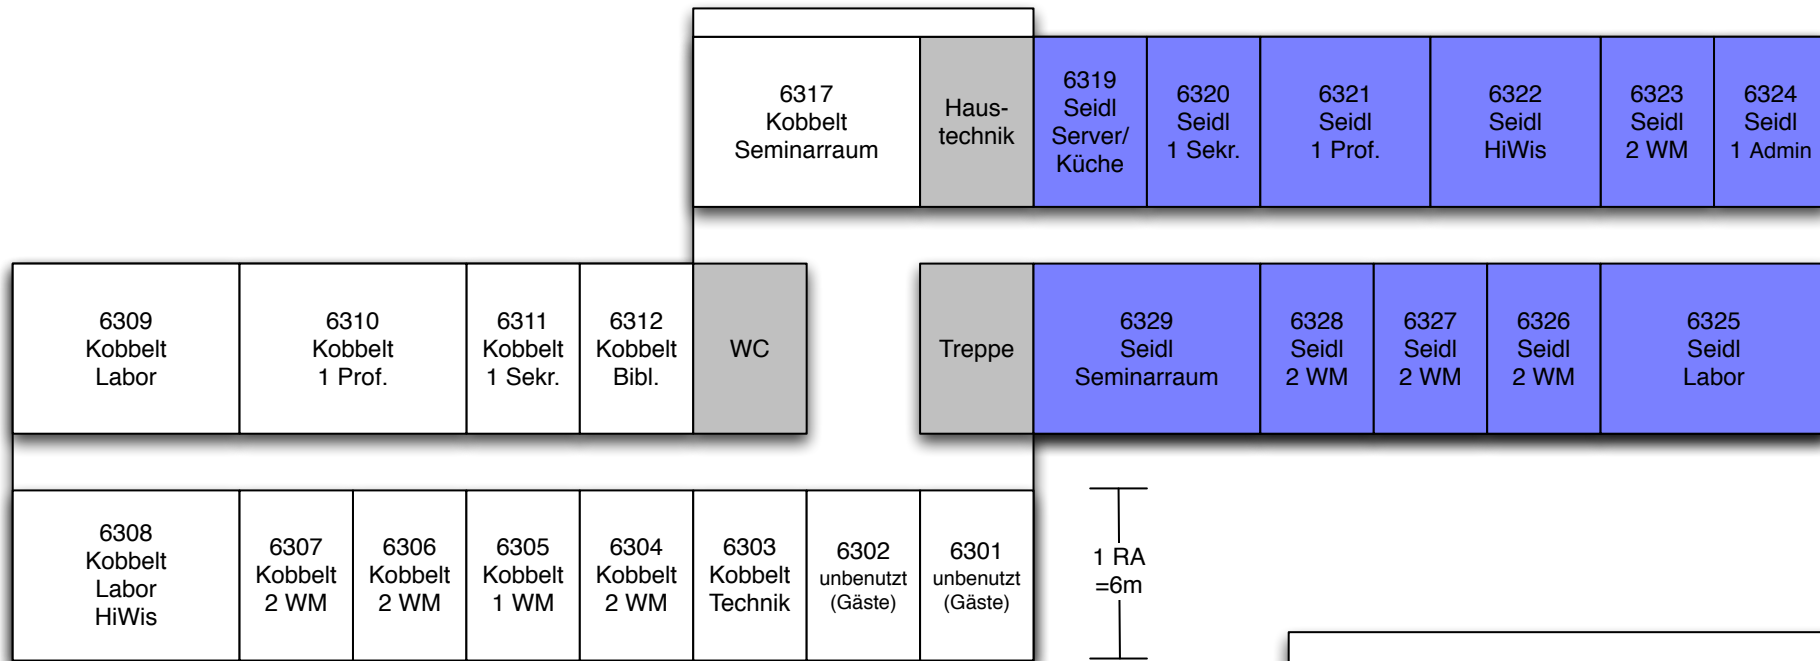 6317
Kobbelt
Seminarraum
Haus-
technik
6319
Seidl
Server/
Küche
6320
Seidl
1 Sekr.
6321
Seidl
1 Prof.
6322
Seidl
HiWis
6323
Seidl
2 WM
6324
Seidl
1 Admin
6309
Kobbelt
Labor
6310
Kobbelt
1 Prof.
6311
Kobbelt
1 Sekr.
6312
Kobbelt
Bibl.
WC
Treppe
6329
Seidl
Seminarraum
6328
Seidl
2 WM
6327
Seidl
2 WM
6326
Seidl
2 WM
6325
Seidl
Labor
6308
Kobbelt
Labor
HiWis
6307
Kobbelt
2 WM
6306
Kobbelt
2 WM
6305
Kobbelt
1 WM
6304
Kobbelt
2 WM
6303
Kobbelt
Technik
6302
unbenutzt
(Gäste)
6301
unbenutzt
(Gäste)
1 RA
=6m